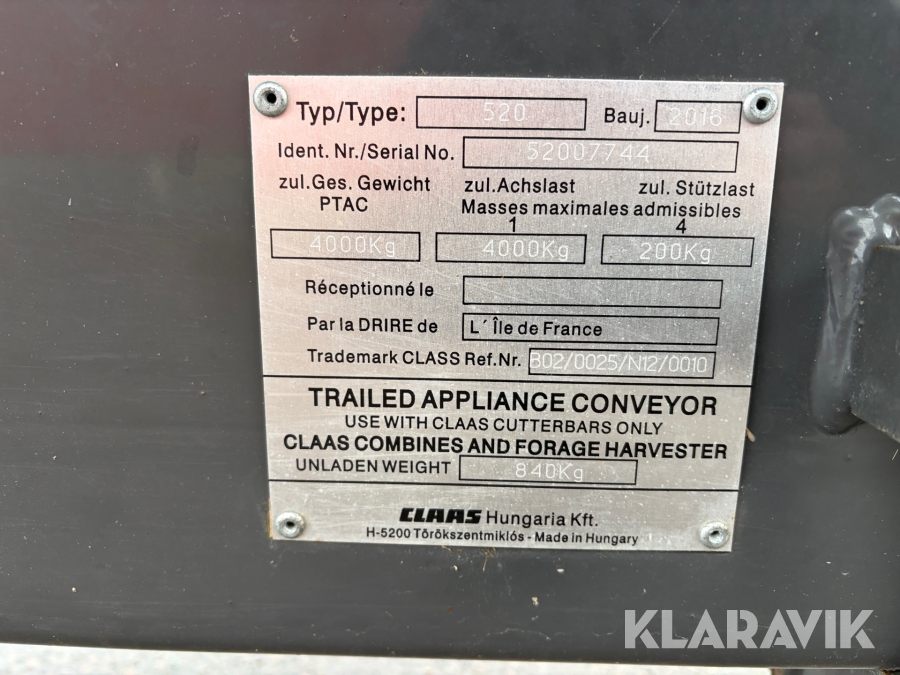 Typ/Type: 520 Bauj. 2016
Ident. Nr./Serial No. 52007744
zul.Ges. Gewicht zul.Achslast zul. Stützlast
PTAC Masses maximales admissibles
1 4
4000Kg 4000Kg 200Kg
Réceptionné le
Par la DRIRE de L´Île de France
Trademark CLASS Ref.Nr. B02/0025/N12/0010
TRAILED APPLIANCE CONVEYOR
USE WITH CLAAS CUTTERBARS ONLY
CLAAS COMBINES AND FORAGE HARVESTER
UNLADEN WEIGHT 840Kg
CLAAS Hungaria Kft.
H-5200 Törökszentmiklós - Made in Hungary
KLARAVIK